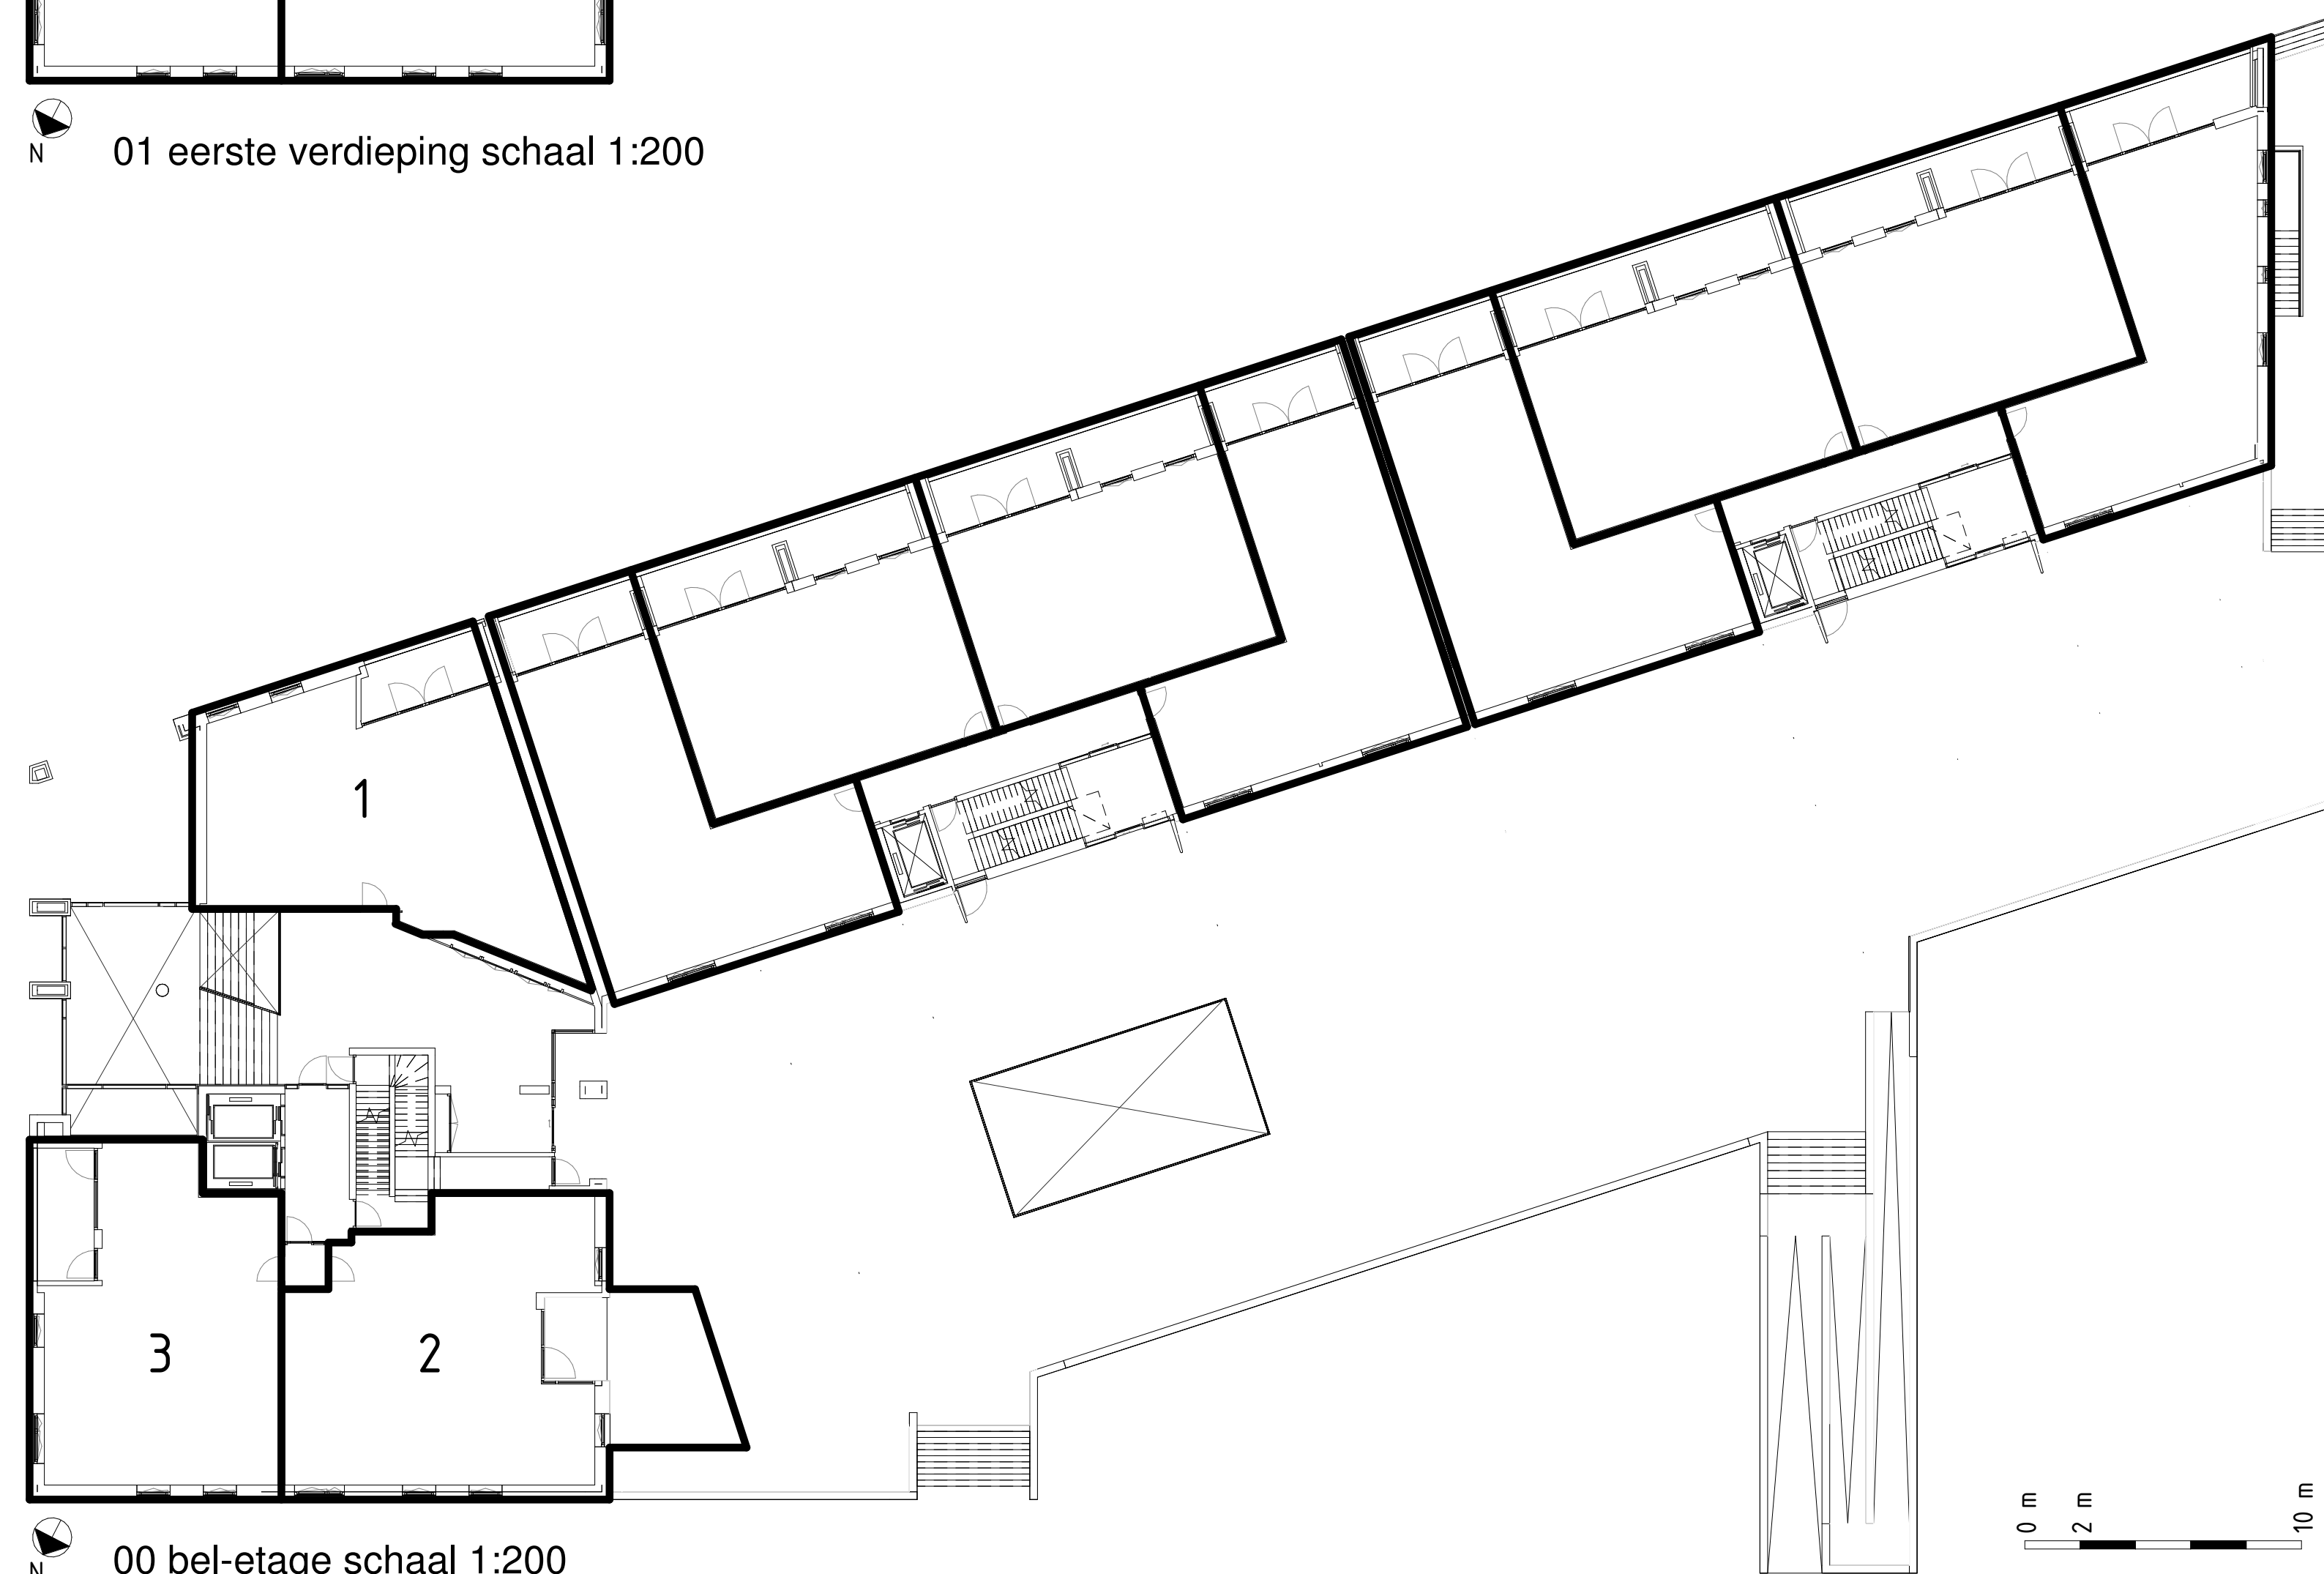 N
01 eerste verdieping schaal 1:200
1
3
2
0 m
2 m
10 m
N
00 bel-etage schaal 1:200